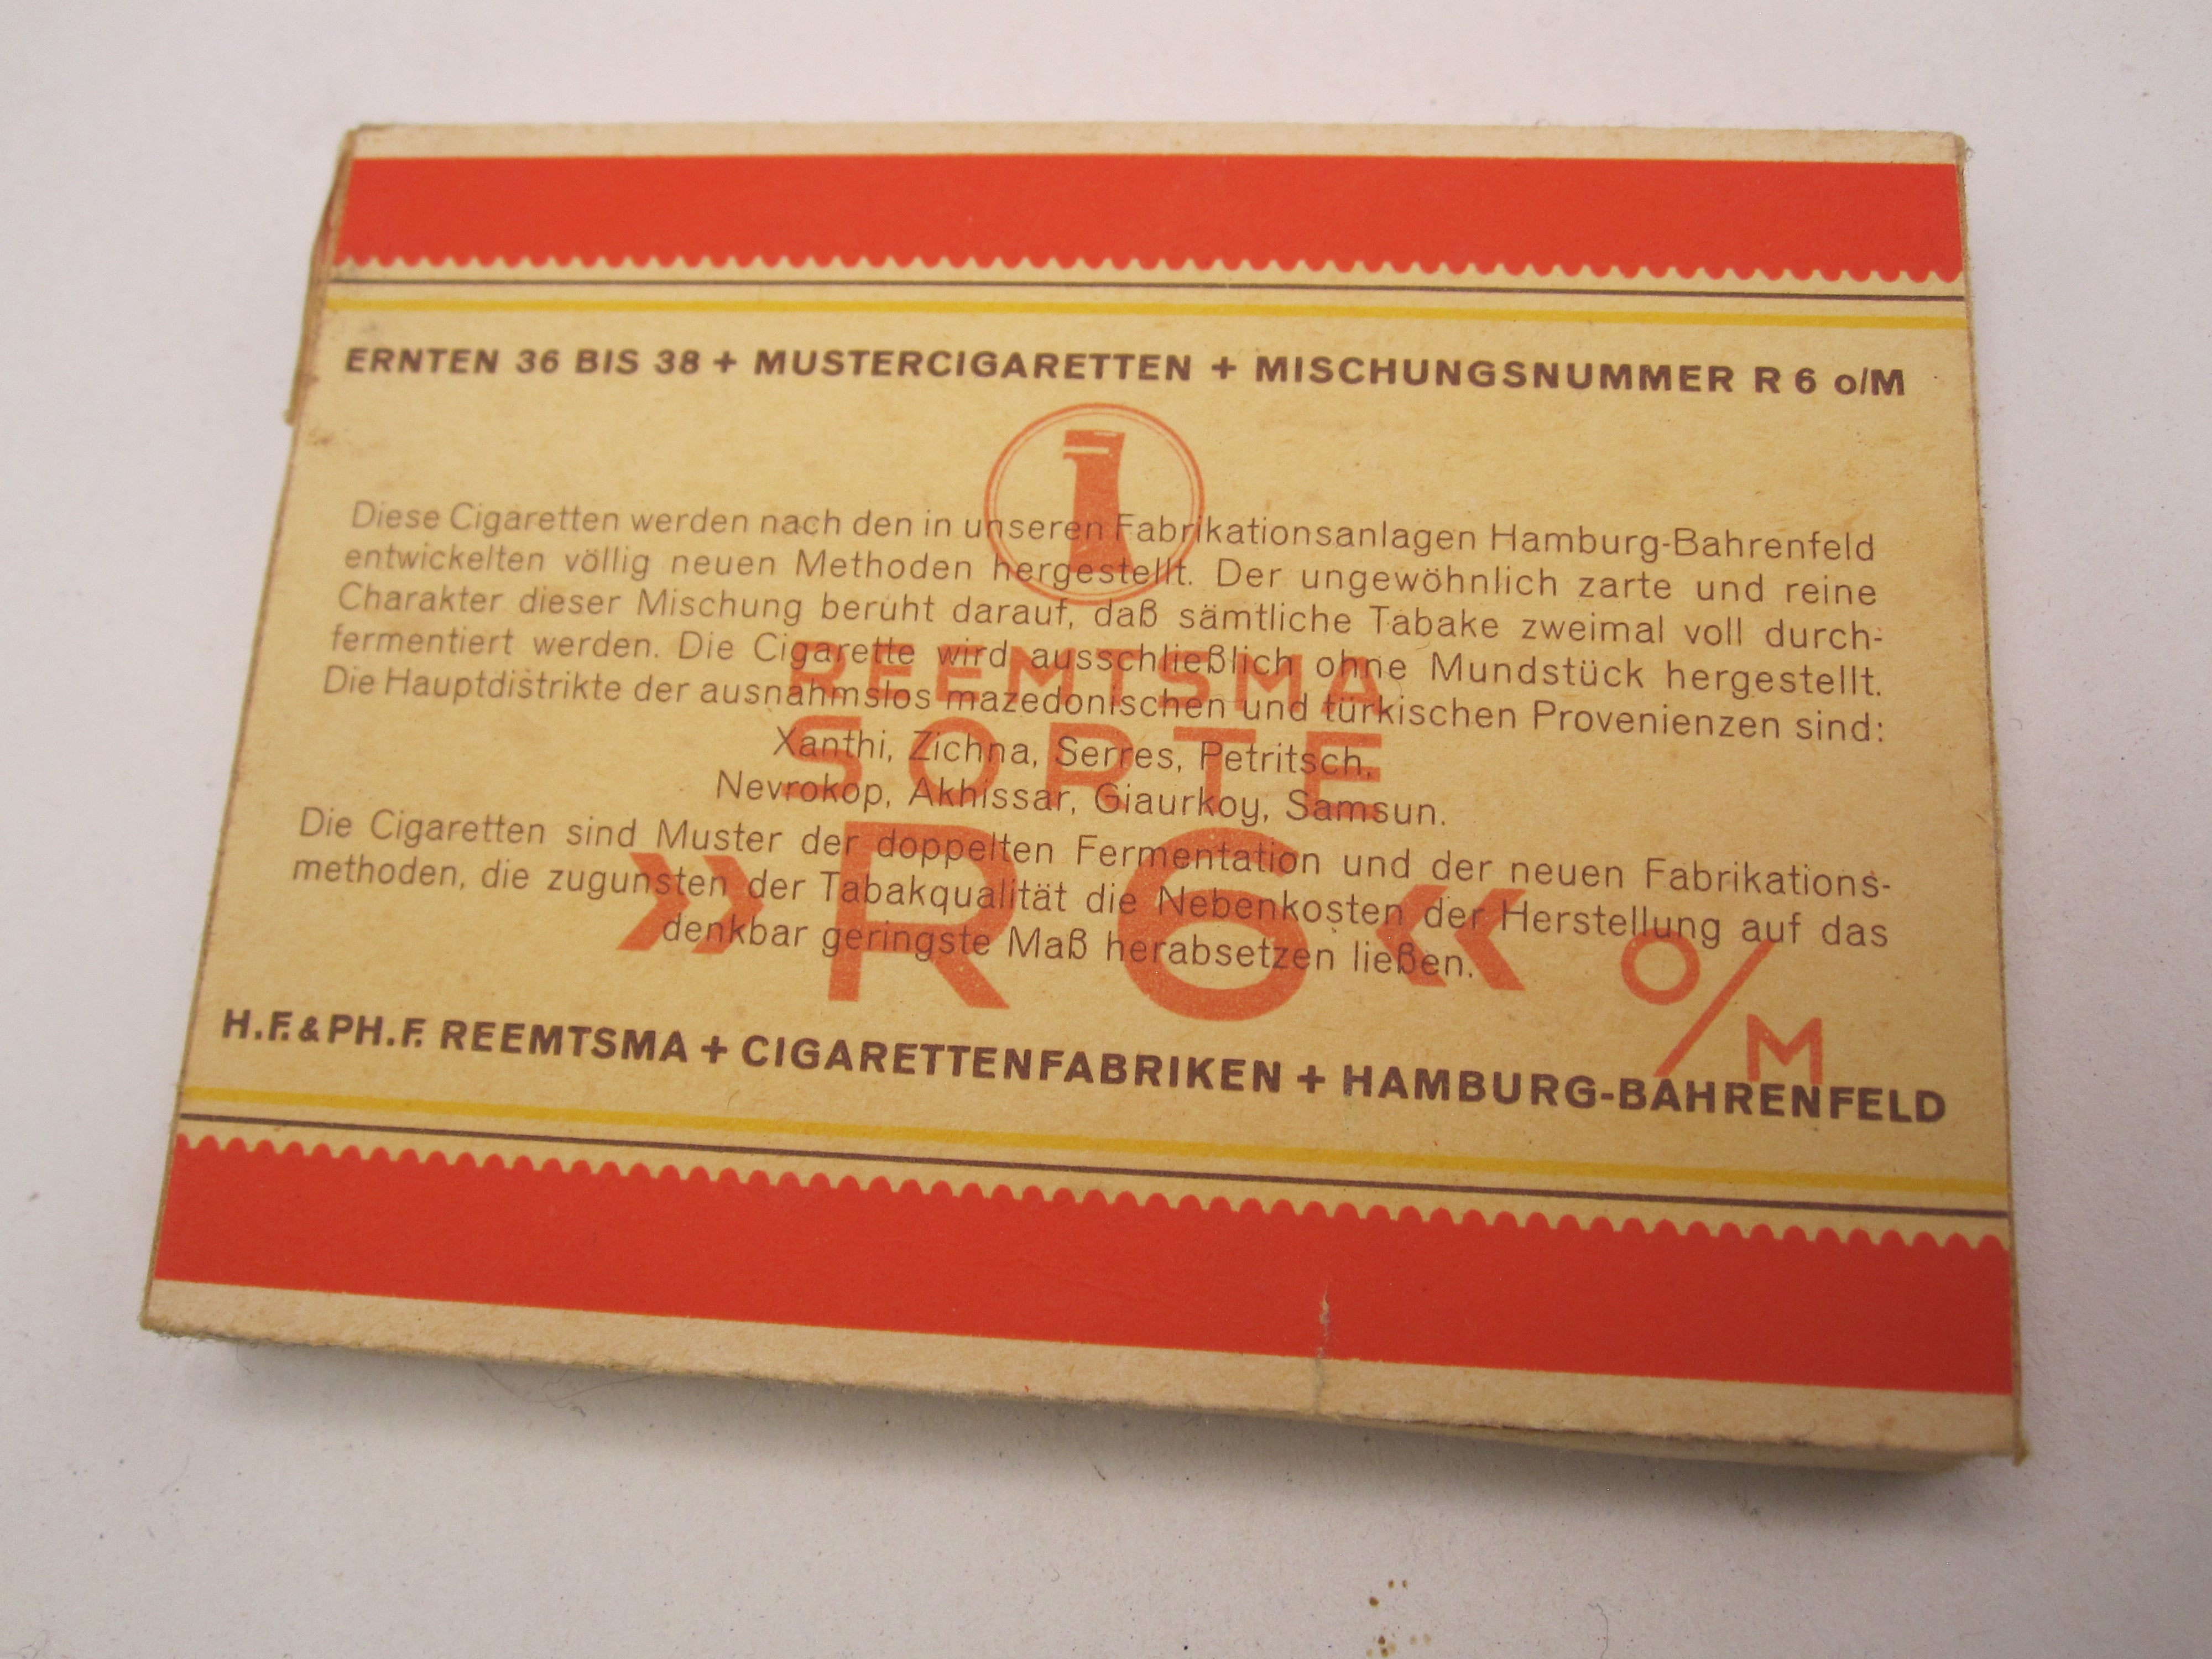 ERNTEN 36 BIS 38 + MUSTERCIGARETTEN + MISCHUNGSNUMMER R 6 o/M
Diese Cigaretten werden nach den in unseren Fabrikationsanlagen Hamburg-Bahrenfeld
entwickelten völlig neuen Methoden hergestellt. Der ungewöhnlich zarte und reine
Charakter dieser Mischung beruht darauf, daß sämtliche Tabake zweimal voll durch-
fermentiert werden. Die Cigarette wird ausschließlich ohne Mundstück hergestellt.
Die Hauptdistrikte der ausnahmslos mazedonischen und türkischen Provenienzen sind:
Xanthi, Zichna, Serres, Petritsch,
Nevrokop, Akhissar, Giaurkoy, Samsun.
Die Cigaretten sind Muster der doppelten Fermentation und der neuen Fabrikations-
methoden, die zugunsten der Tabakqualität die Nebenkosten der Herstellung auf das
denkbar geringste Maß herabsetzen ließen.
REEMTSMA
SORTE
»R6« o/M
H.F. & PH.F. REEMTSMA + CIGARETTENFABRIKEN + HAMBURG-BAHRENFELD